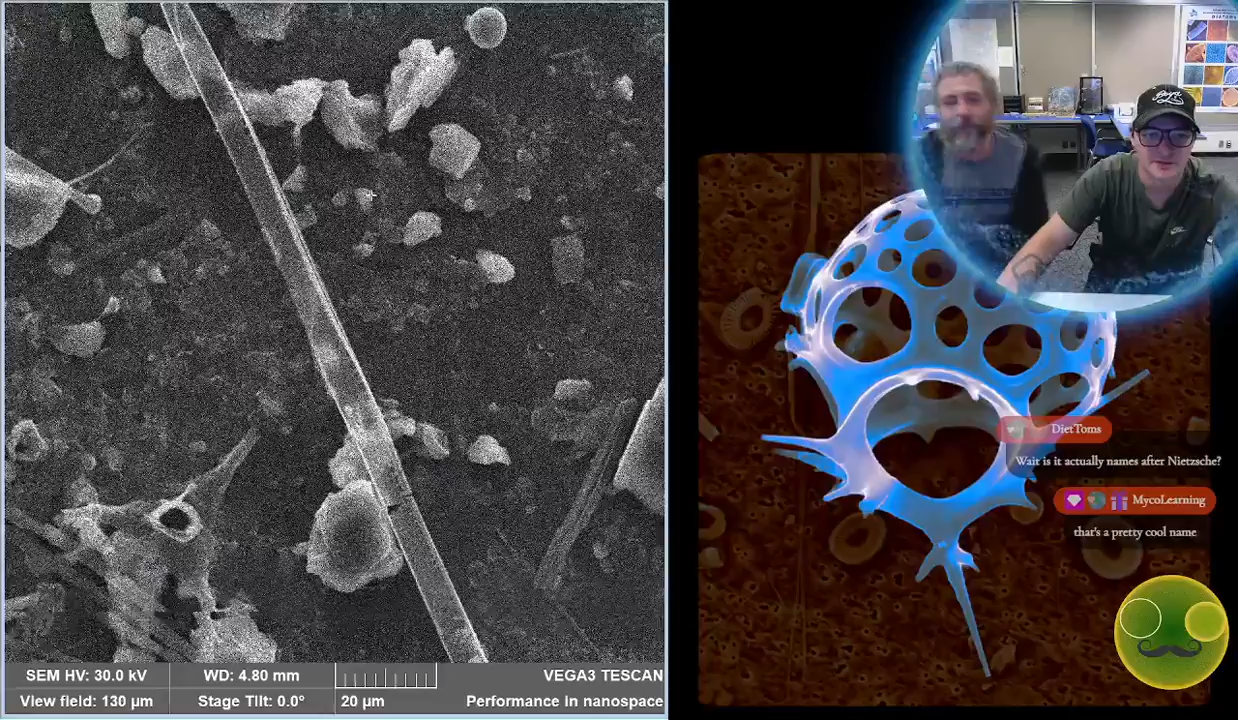 SEM HV: 30.0 kV
WD: 4.80 mm
VEGA3 TESCAN
View field: 130 µm
Stage Tilt: 0.0°
20 µm
Performance in nanospace
DietToms
Wait is it actually names after Nietzsche?
MycoLearning
that's a pretty cool name